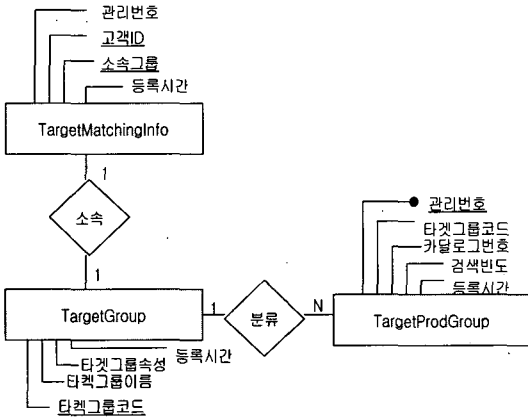 관리번호
고객ID
소속그룹
등록시간
TargetMatchingInfo
1
소속
1
관리번호
타겟그룹코드
카달로그번호
검색빈도
등록시간
TargetGroup
1
분류
N
TargetProdGroup
등록시간
타겟그룹속성
타켁그룹이름
타켁그룹코드